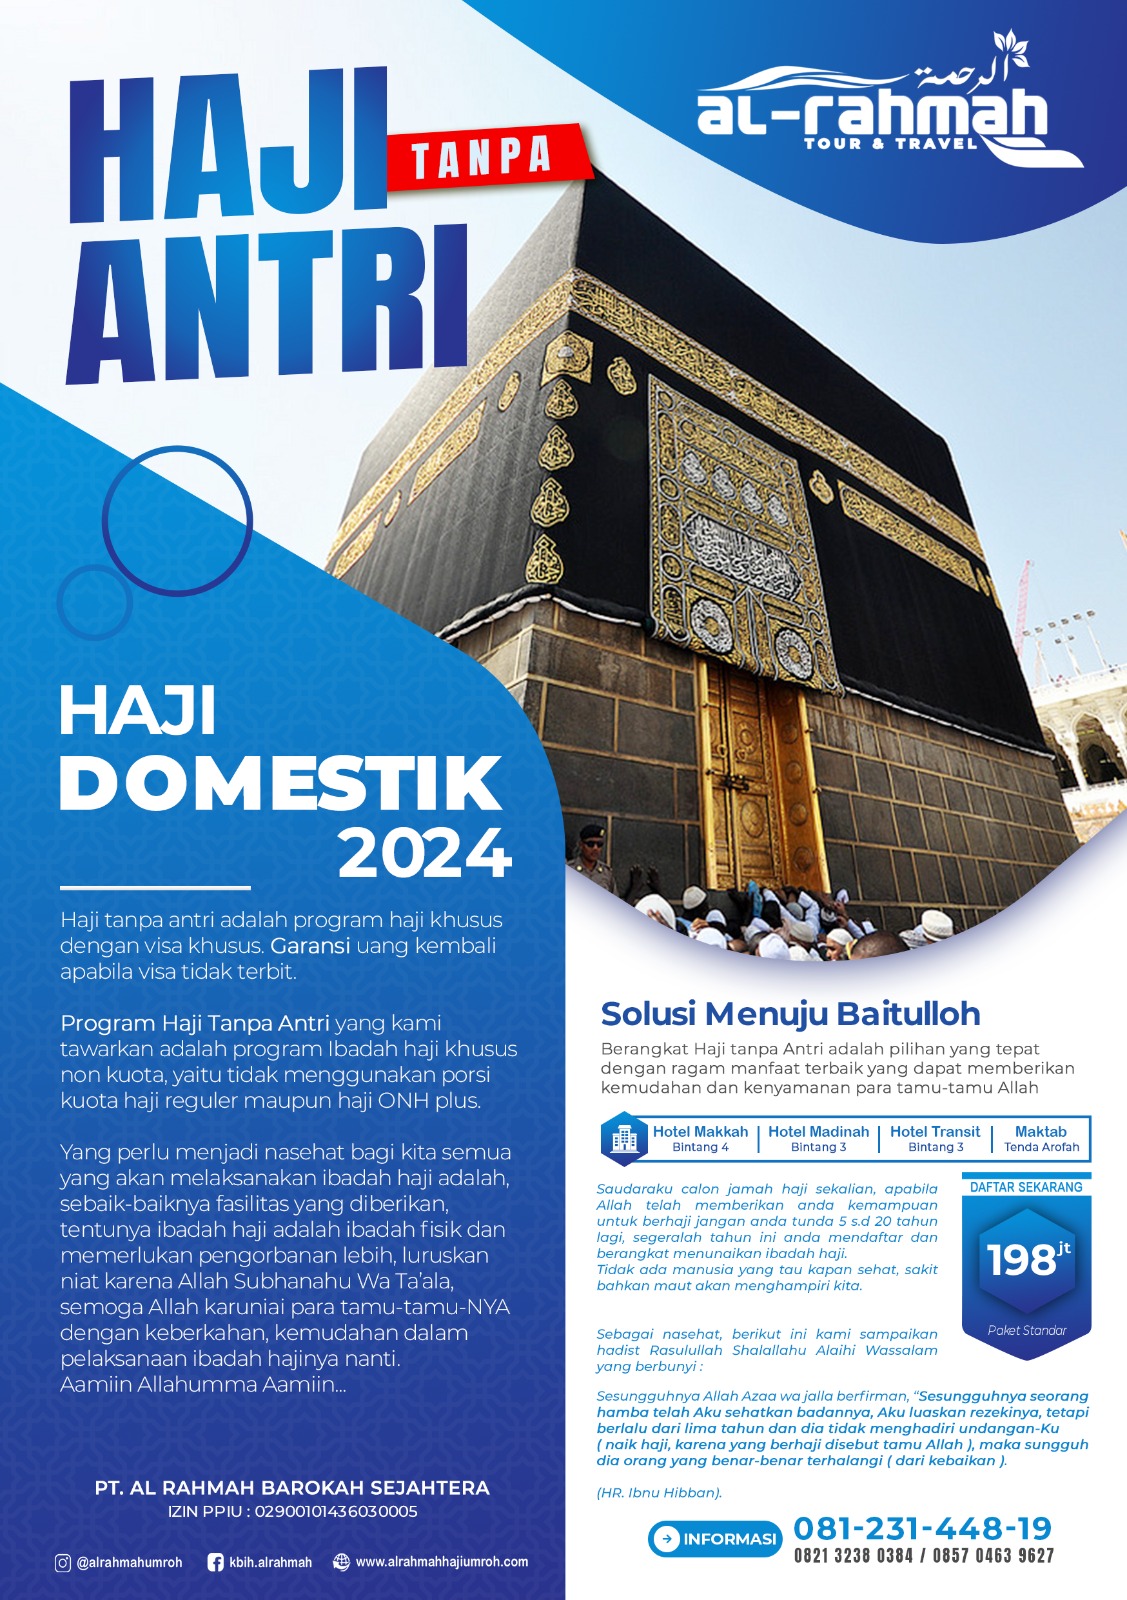 HAJI
TANPA
ANTRI
الرحمة
al-rahmah
TOUR & TRAVEL
HAJI
DOMESTIK
2024
Haji tanpa antri adalah program haji khusus
dengan visa khusus. Garansi uang kembali
apabila visa tidak terbit.
Program Haji Tanpa Antri yang kami
tawarkan adalah program Ibadah haji khusus
non kuota, yaitu tidak menggunakan porsi
kuota haji reguler maupun haji ONH plus.
Yang perlu menjadi nasehat bagi kita semua
yang akan melaksanakan ibadah haji adalah,
sebaik-baiknya fasilitas yang diberikan,
tentunya ibadah haji adalah ibadah fisik dan
memerlukan pengorbanan lebih, luruskan
niat karena Allah Subhanahu Wa Ta’ala,
semoga Allah karuniai para tamu-tamu-NYA
dengan keberkahan, kemudahan dalam
pelaksanaan ibadah hajinya nanti.
Aamiin Allahumma Aamiin...
PT. AL RAHMAH BAROKAH SEJAHTERA
IZIN PPIU : 02900101436030005
@alrahmahumroh kbih.alrahmah www.alrahmahhajiumroh.com
Solusi Menuju Baitulloh
Berangkat Haji tanpa Antri adalah pilihan yang tepat
dengan ragam manfaat terbaik yang dapat memberikan
kemudahan dan kenyamanan para tamu-tamu Allah
Hotel Makkah Hotel Madinah Hotel Transit Maktab
Bintang 4 Bintang 3 Bintang 3 Tenda Arofah
Saudaraku calon jamah haji sekalian, apabila
Allah telah memberikan anda kemampuan
untuk berhaji jangan anda tunda 5 s.d 20 tahun
lagi, segeralah tahun ini anda mendaftar dan
berangkat menunaikan ibadah haji.
Tidak ada manusia yang tau kapan sehat, sakit
bahkan maut akan menghampiri kita.
DAFTAR SEKARANG
198jt
Paket Standar
Sebagai nasehat, berikut ini kami sampaikan
hadist Rasulullah Shalallahu Alaihi Wassalam
yang berbunyi :
Sesungguhnya Allah Azaa wa jalla berfirman, “Sesungguhnya seorang
hamba telah Aku sehatkan badannya, Aku luaskan rezekinya, tetapi
berlalu dari lima tahun dan dia tidak menghadiri undangan-Ku
( naik haji, karena yang berhaji disebut tamu Allah ), maka sungguh
dia orang yang benar-benar terhalangi ( dari kebaikan ).
(HR. Ibnu Hibban).
INFORMASI
081-231-448-19
0821 3238 0384 / 0857 0463 9627